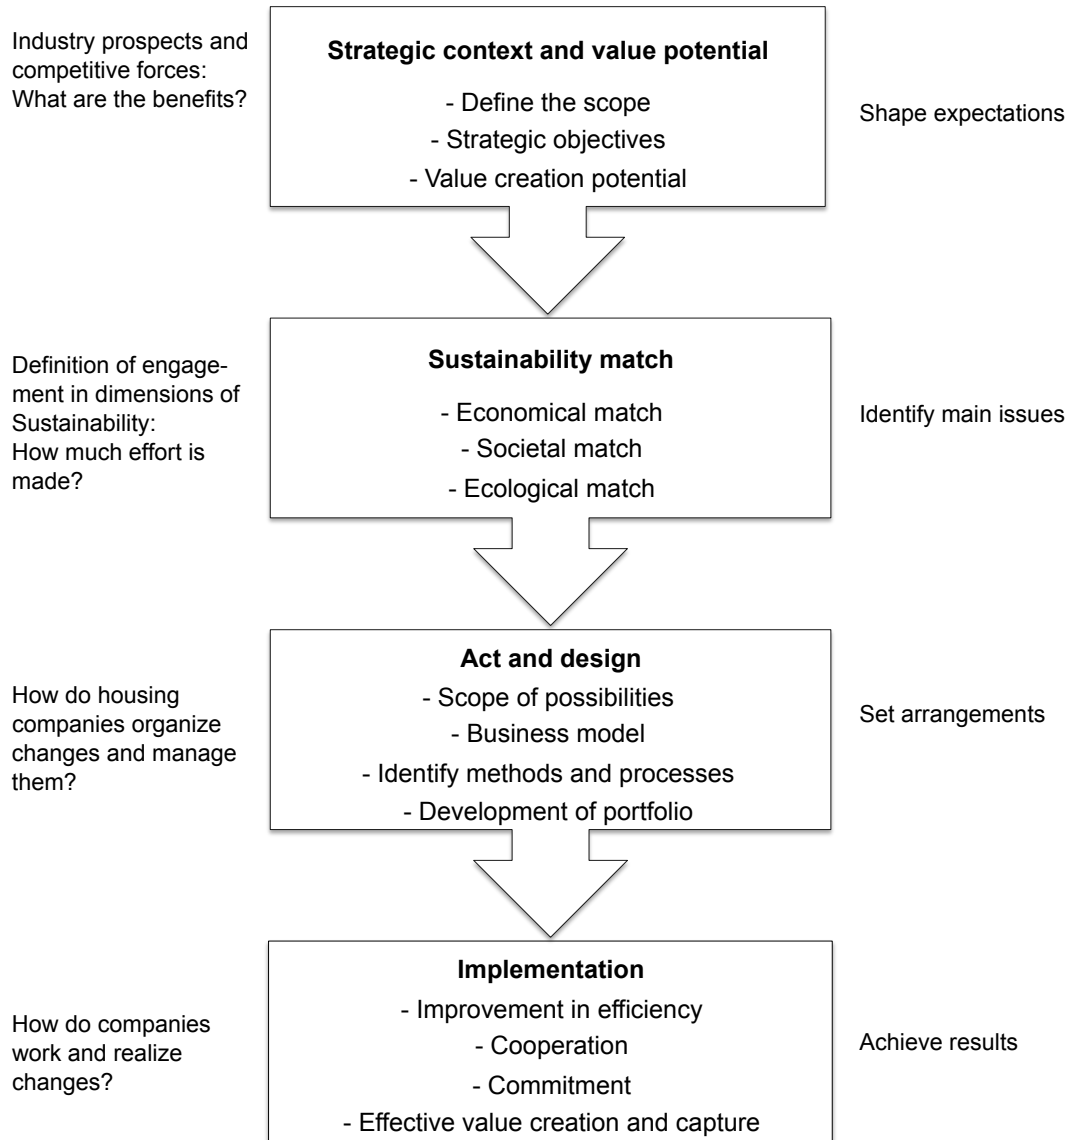 Industry prospects and
competitive forces:
What are the benefits?
Strategic context and value potential
- Define the scope
- Strategic objectives
- Value creation potential
Shape expectations
Definition of engage-
ment in dimensions of
Sustainability:
How much effort is
made?
Sustainability match
- Economical match
- Societal match
- Ecological match
Identify main issues
How do housing
companies organize
changes and manage
them?
Act and design
- Scope of possibilities
- Business model
- Identify methods and processes
- Development of portfolio
Set arrangements
How do companies
work and realize
changes?
Implementation
- Improvement in efficiency
- Cooperation
- Commitment
- Effective value creation and capture
Achieve results